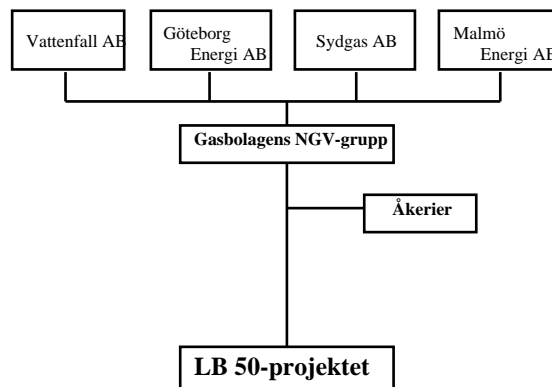 Vattenfall AB
Göteborg
Energi AB
Sydgas AB
Malmö
Energi AB
Gasbolagens NGV-grupp
Åkerier
LB 50-projektet